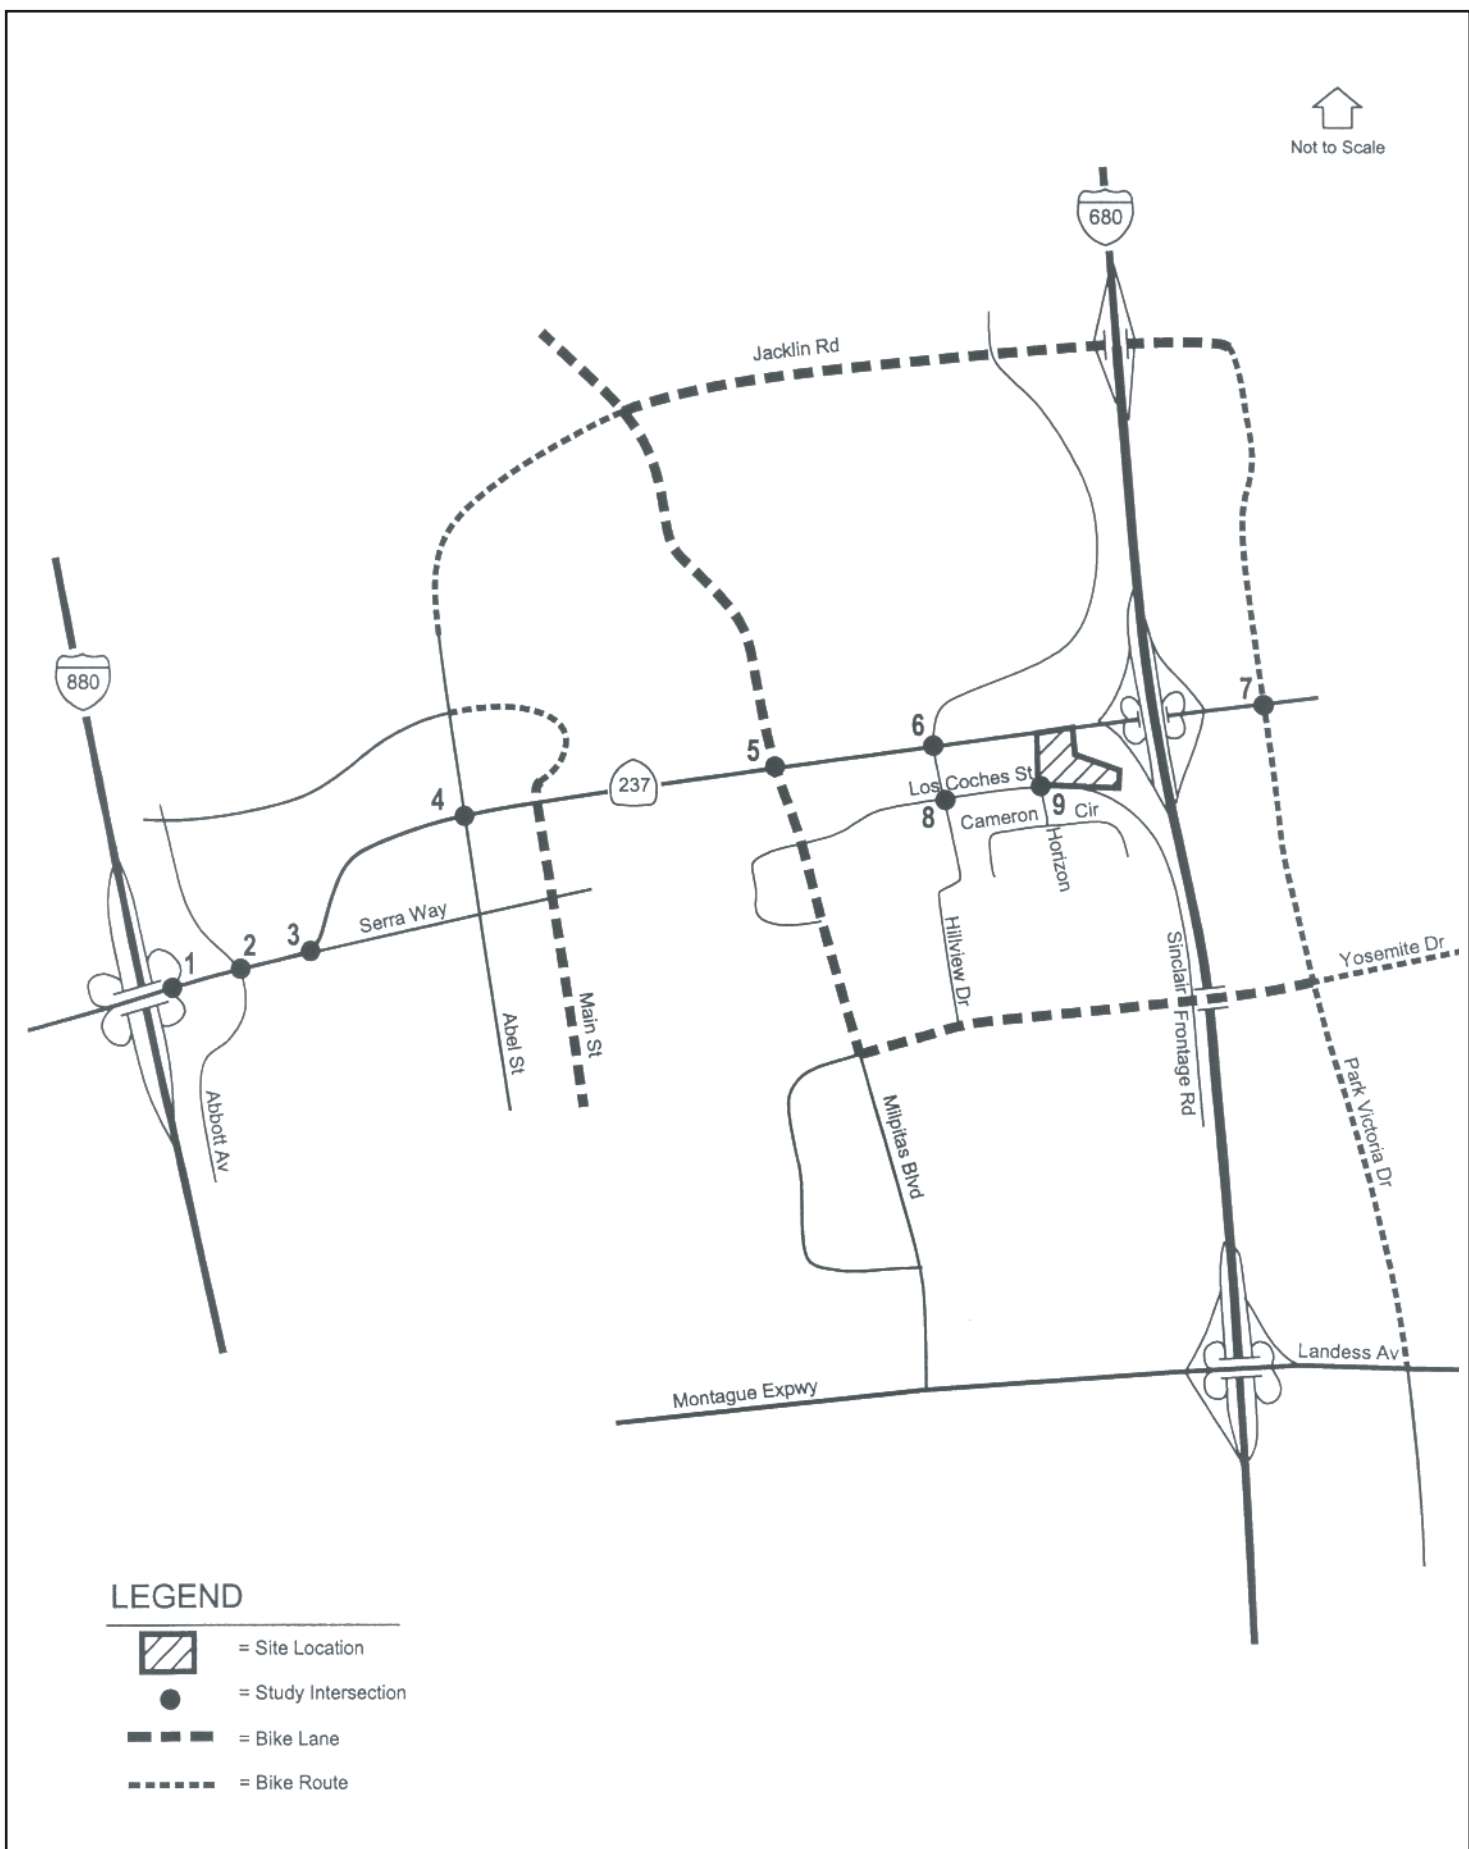 Not to Scale
680
Jacklin Rd
880
7
6
5
237
Los Coches St
4
8
9
Cameron
Cir
Horizon
Serra Way
3
2
1
Hillview Dr
Sinclair Frontage Rd
Yosemite Dr
Main St
Abel St
Abbott Av
Milpitas Blvd
Park Victoria Dr
Landess Av
Montague Expwy
LEGEND
= Site Location
= Study Intersection
= Bike Lane
= Bike Route